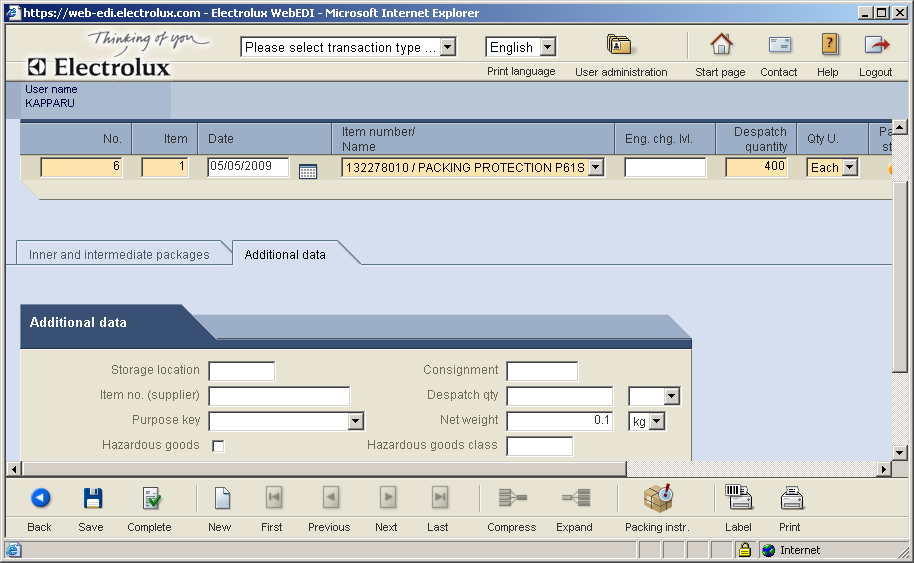 https://web-edi.electrolux.com - Electrolux WebEDI - Microsoft Internet Explorer
Thinking of you
Electrolux
Please select transaction type ...
English
Print language
User administration
Start page
Contact
Help
Logout
User name
KAPPARU
No.
Item
Date
Item number/
Name
Eng. chg. lvl.
Despatch
quantity
Qty U.
Pa
st
6
1
05/05/2009
132278010 / PACKING PROTECTION P61S
400
Each
Inner and intermediate packages
Additional data
Additional data
Storage location
Consignment
Item no. (supplier)
Despatch qty
Purpose key
Net weight
0.1
kg
Hazardous goods
Hazardous goods class
Back
Save
Complete
New
First
Previous
Next
Last
Compress
Expand
Packing instr.
Label
Print
Internet